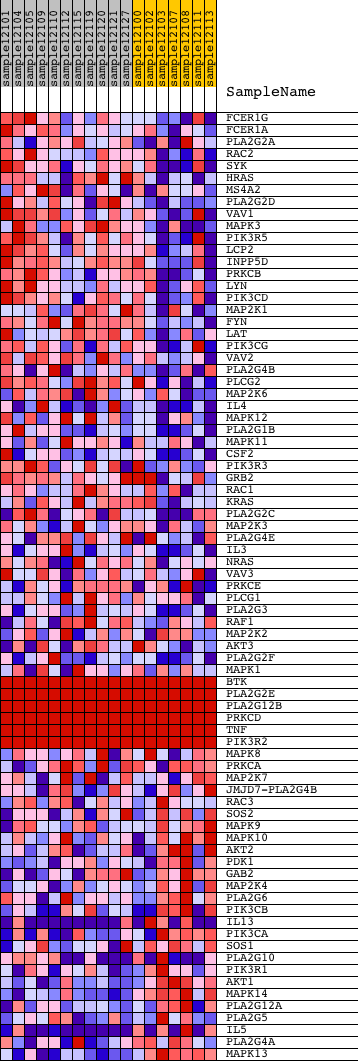 sample12101
sample12104
sample12105
sample12109
sample12110
sample12112
sample12115
sample12119
sample12120
sample12124
sample12127
sample12100
sample12102
sample12103
sample12107
sample12108
sample12111
sample12113
SampleName
FCER1G
FCER1A
PLA2G2A
RAC2
SYK
HRAS
MS4A2
PLA2G2D
VAV1
MAPK3
PIK3R5
LCP2
INPP5D
PRKCB
LYN
PIK3CD
MAP2K1
FYN
LAT
PIK3CG
VAV2
PLA2G4B
PLCG2
MAP2K6
IL4
MAPK12
PLA2G1B
MAPK11
CSF2
PIK3R3
GRB2
RAC1
KRAS
PLA2G2C
MAP2K3
PLA2G4E
IL3
NRAS
VAV3
PRKCE
PLCG1
PLA2G3
RAF1
MAP2K2
AKT3
PLA2G2F
MAPK1
BTK
PLA2G2E
PLA2G12B
PRKCD
TNF
PIK3R2
MAPK8
PRKCA
MAP2K7
JMJD7-PLA2G4B
RAC3
SOS2
MAPK9
MAPK10
AKT2
PDK1
GAB2
MAP2K4
PLA2G6
PIK3CB
IL13
PIK3CA
SOS1
PLA2G10
PIK3R1
AKT1
MAPK14
PLA2G12A
PLA2G5
IL5
PLA2G4A
MAPK13